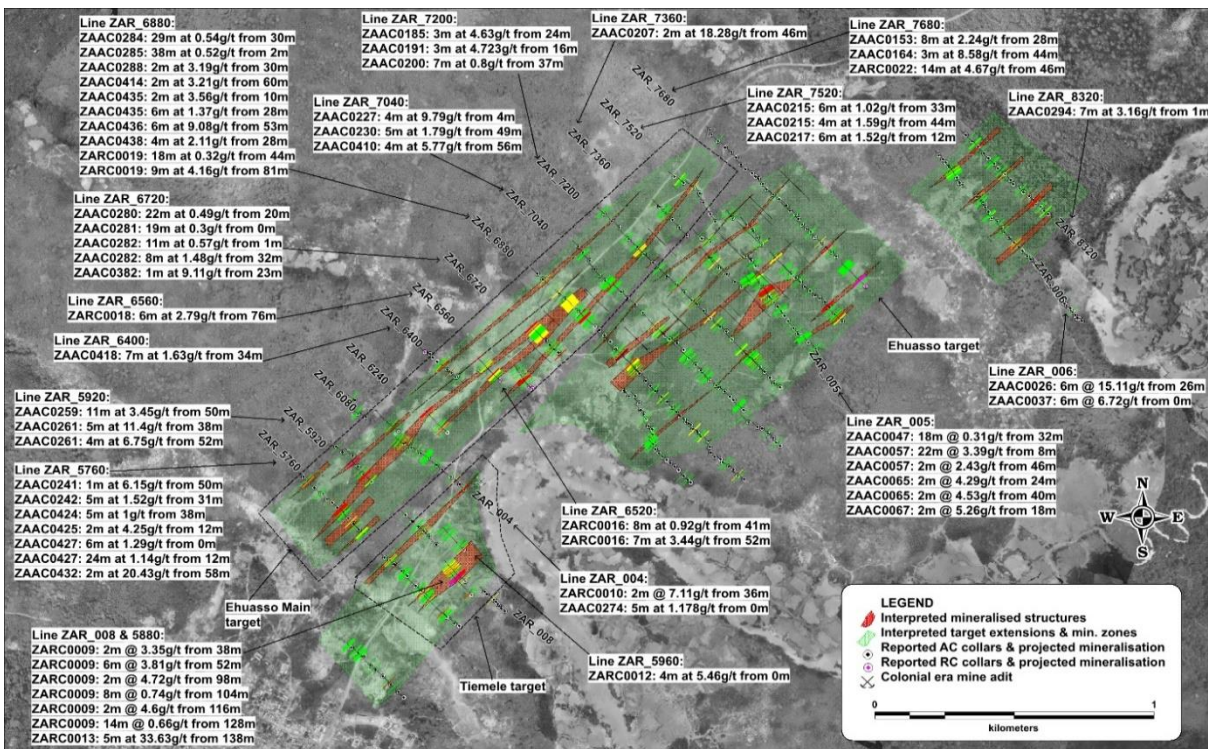 Line ZAR_6880:
ZAAC0284: 29m at 0.54g/t from 30m
ZAAC0285: 38m at 0.52g/t from 2m
ZAAC0288: 2m at 3.19g/t from 30m
ZAAC0414: 2m at 3.21g/t from 60m
ZAAC0435: 2m at 3.56g/t from 10m
ZAAC0435: 6m at 1.37g/t from 28m
ZAAC0436: 6m at 9.08g/t from 53m
ZAAC0438: 4m at 2.11g/t from 28m
ZARC0019: 18m at 0.32g/t from 44m
ZARC0019: 9m at 4.16g/t from 81m
Line ZAR_7200:
ZAAC0185: 3m at 4.63g/t from 24m
ZAAC0191: 3m at 4.723g/t from 16m
ZAAC0200: 7m at 0.8g/t from 37m
Line ZAR_7360:
ZAAC0207: 2m at 18.28g/t from 46m
Line ZAR_7680:
ZAAC0153: 8m at 2.24g/t from 28m
ZAAC0164: 3m at 8.58g/t from 44m
ZARC0022: 14m at 4.67g/t from 46m
Line ZAR_7040:
ZAAC0227: 4m at 9.79g/t from 4m
ZAAC0230: 5m at 1.79g/t from 49m
ZAAC0410: 4m at 5.77g/t from 56m
Line ZAR_7520:
ZAAC0215: 6m at 1.02g/t from 33m
ZAAC0215: 4m at 1.59g/t from 44m
ZAAC0217: 6m at 1.52g/t from 12m
Line ZAR_8320:
ZAAC0294: 7m at 3.16g/t from 1m
Line ZAR_6720:
ZAAC0280: 22m at 0.49g/t from 20m
ZAAC0281: 19m at 0.3g/t from 0m
ZAAC0282: 11m at 0.57g/t from 1m
ZAAC0282: 8m at 1.48g/t from 32m
ZAAC0382: 1m at 9.11g/t from 23m
Line ZAR_6560:
ZARC0018: 6m at 2.79g/t from 76m
Line ZAR_6400:
ZAAC0418: 7m at 1.63g/t from 34m
ZAR_7680
ZAR_7520
ZAR_7360
ZAR_7200
ZAR_7040
ZAR_6880
ZAR_6720
ZAR_6560
ZAR_6400
ZAR_6240
ZAR_6080
ZAR_5920
ZAR_5760
ZAR_8320
ZAR_006
ZAR_005
ZAR_004
ZAR_008
Ehuasso target
Line ZAR_006:
ZAAC0026: 6m @ 15.11g/t from 26m
ZAAC0037: 6m @ 6.72g/t from 0m
Line ZAR_5920:
ZAAC0259: 11m at 3.45g/t from 50m
ZAAC0261: 5m at 11.4g/t from 38m
ZAAC0261: 4m at 6.75g/t from 52m
Line ZAR_005:
ZAAC0047: 18m @ 0.31g/t from 32m
ZAAC0057: 22m @ 3.39g/t from 8m
ZAAC0057: 2m @ 2.43g/t from 46m
ZAAC0065: 2m @ 4.29g/t from 24m
ZAAC0065: 2m @ 4.53g/t from 40m
ZAAC0067: 2m @ 5.26g/t from 18m
Line ZAR_5760:
ZAAC0241: 1m at 6.15g/t from 50m
ZAAC0242: 5m at 1.52g/t from 31m
ZAAC0424: 5m at 1g/t from 38m
ZAAC0425: 2m at 4.25g/t from 12m
ZAAC0427: 6m at 1.29g/t from 0m
ZAAC0427: 24m at 1.14g/t from 12m
ZAAC0432: 2m at 20.43g/t from 58m
Line ZAR_6520:
ZARC0016: 8m at 0.92g/t from 41m
ZARC0016: 7m at 3.44g/t from 52m
Line ZAR_004:
ZARC0010: 2m @ 7.11g/t from 36m
ZAAC0274: 5m at 1.178g/t from 0m
Ehuasso Main
target
Line ZAR_008 & 5880:
ZARC0009: 2m @ 3.35g/t from 38m
ZARC0009: 6m @ 3.81g/t from 52m
ZARC0009: 2m @ 4.72g/t from 98m
ZARC0009: 8m @ 0.74g/t from 104m
ZARC0009: 2m @ 4.6g/t from 116m
ZARC0009: 14m @ 0.66g/t from 128m
ZARC0013: 5m at 33.63g/t from 138m
Tiemele target
Line ZAR_5960:
ZARC0012: 4m at 5.46g/t from 0m
N
W
E
S
LEGEND
Interpreted mineralised structures
Interpreted target extensions & min. zones
Reported AC collars & projected mineralisation
Reported RC collars & projected mineralisation
Colonial era mine adit
0
1
kilometers